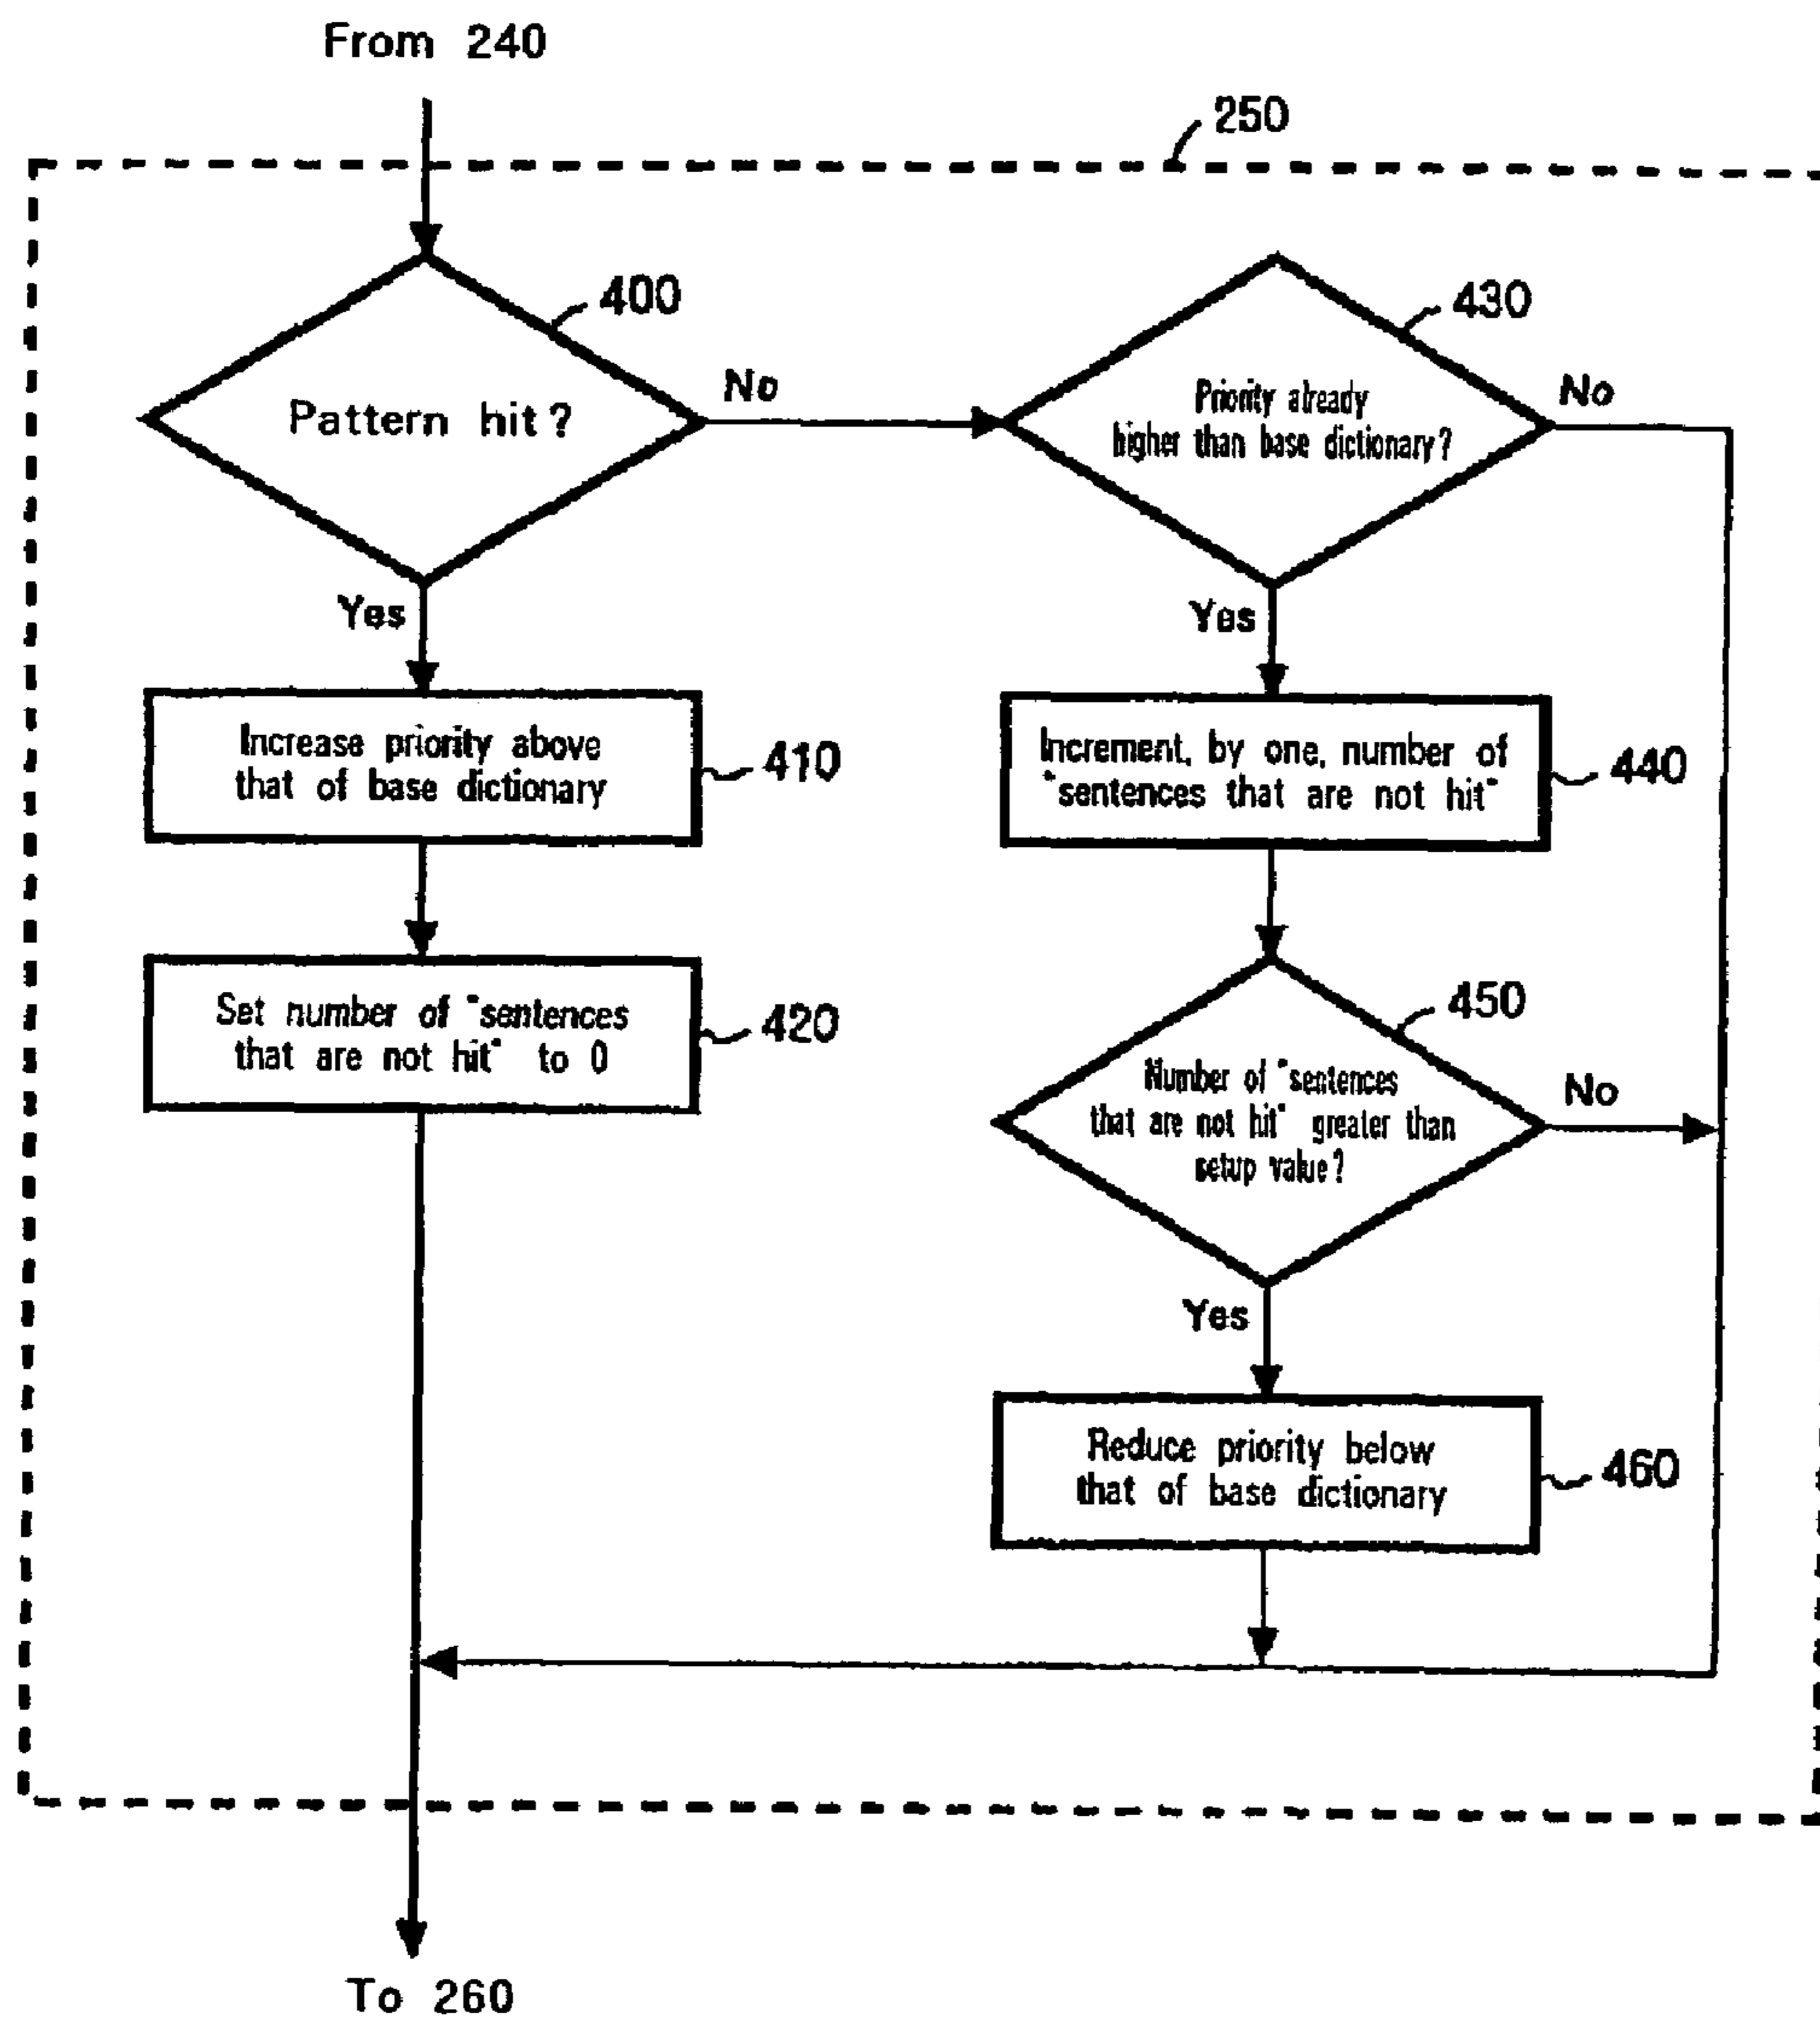 From 240
250
400
Pattern hit?
No
430
Priority already
higher than base dictionary?
No
Yes
Yes
Increase priority above
that of base dictionary
410
Increment, by one, number of
"sentences that are not hit"
440
Set number of "sentences
that are not hit" to 0
420
450
Number of "sentences
that are not hit" greater than
setup value?
No
Yes
Reduce priority below
that of base dictionary
460
To 260